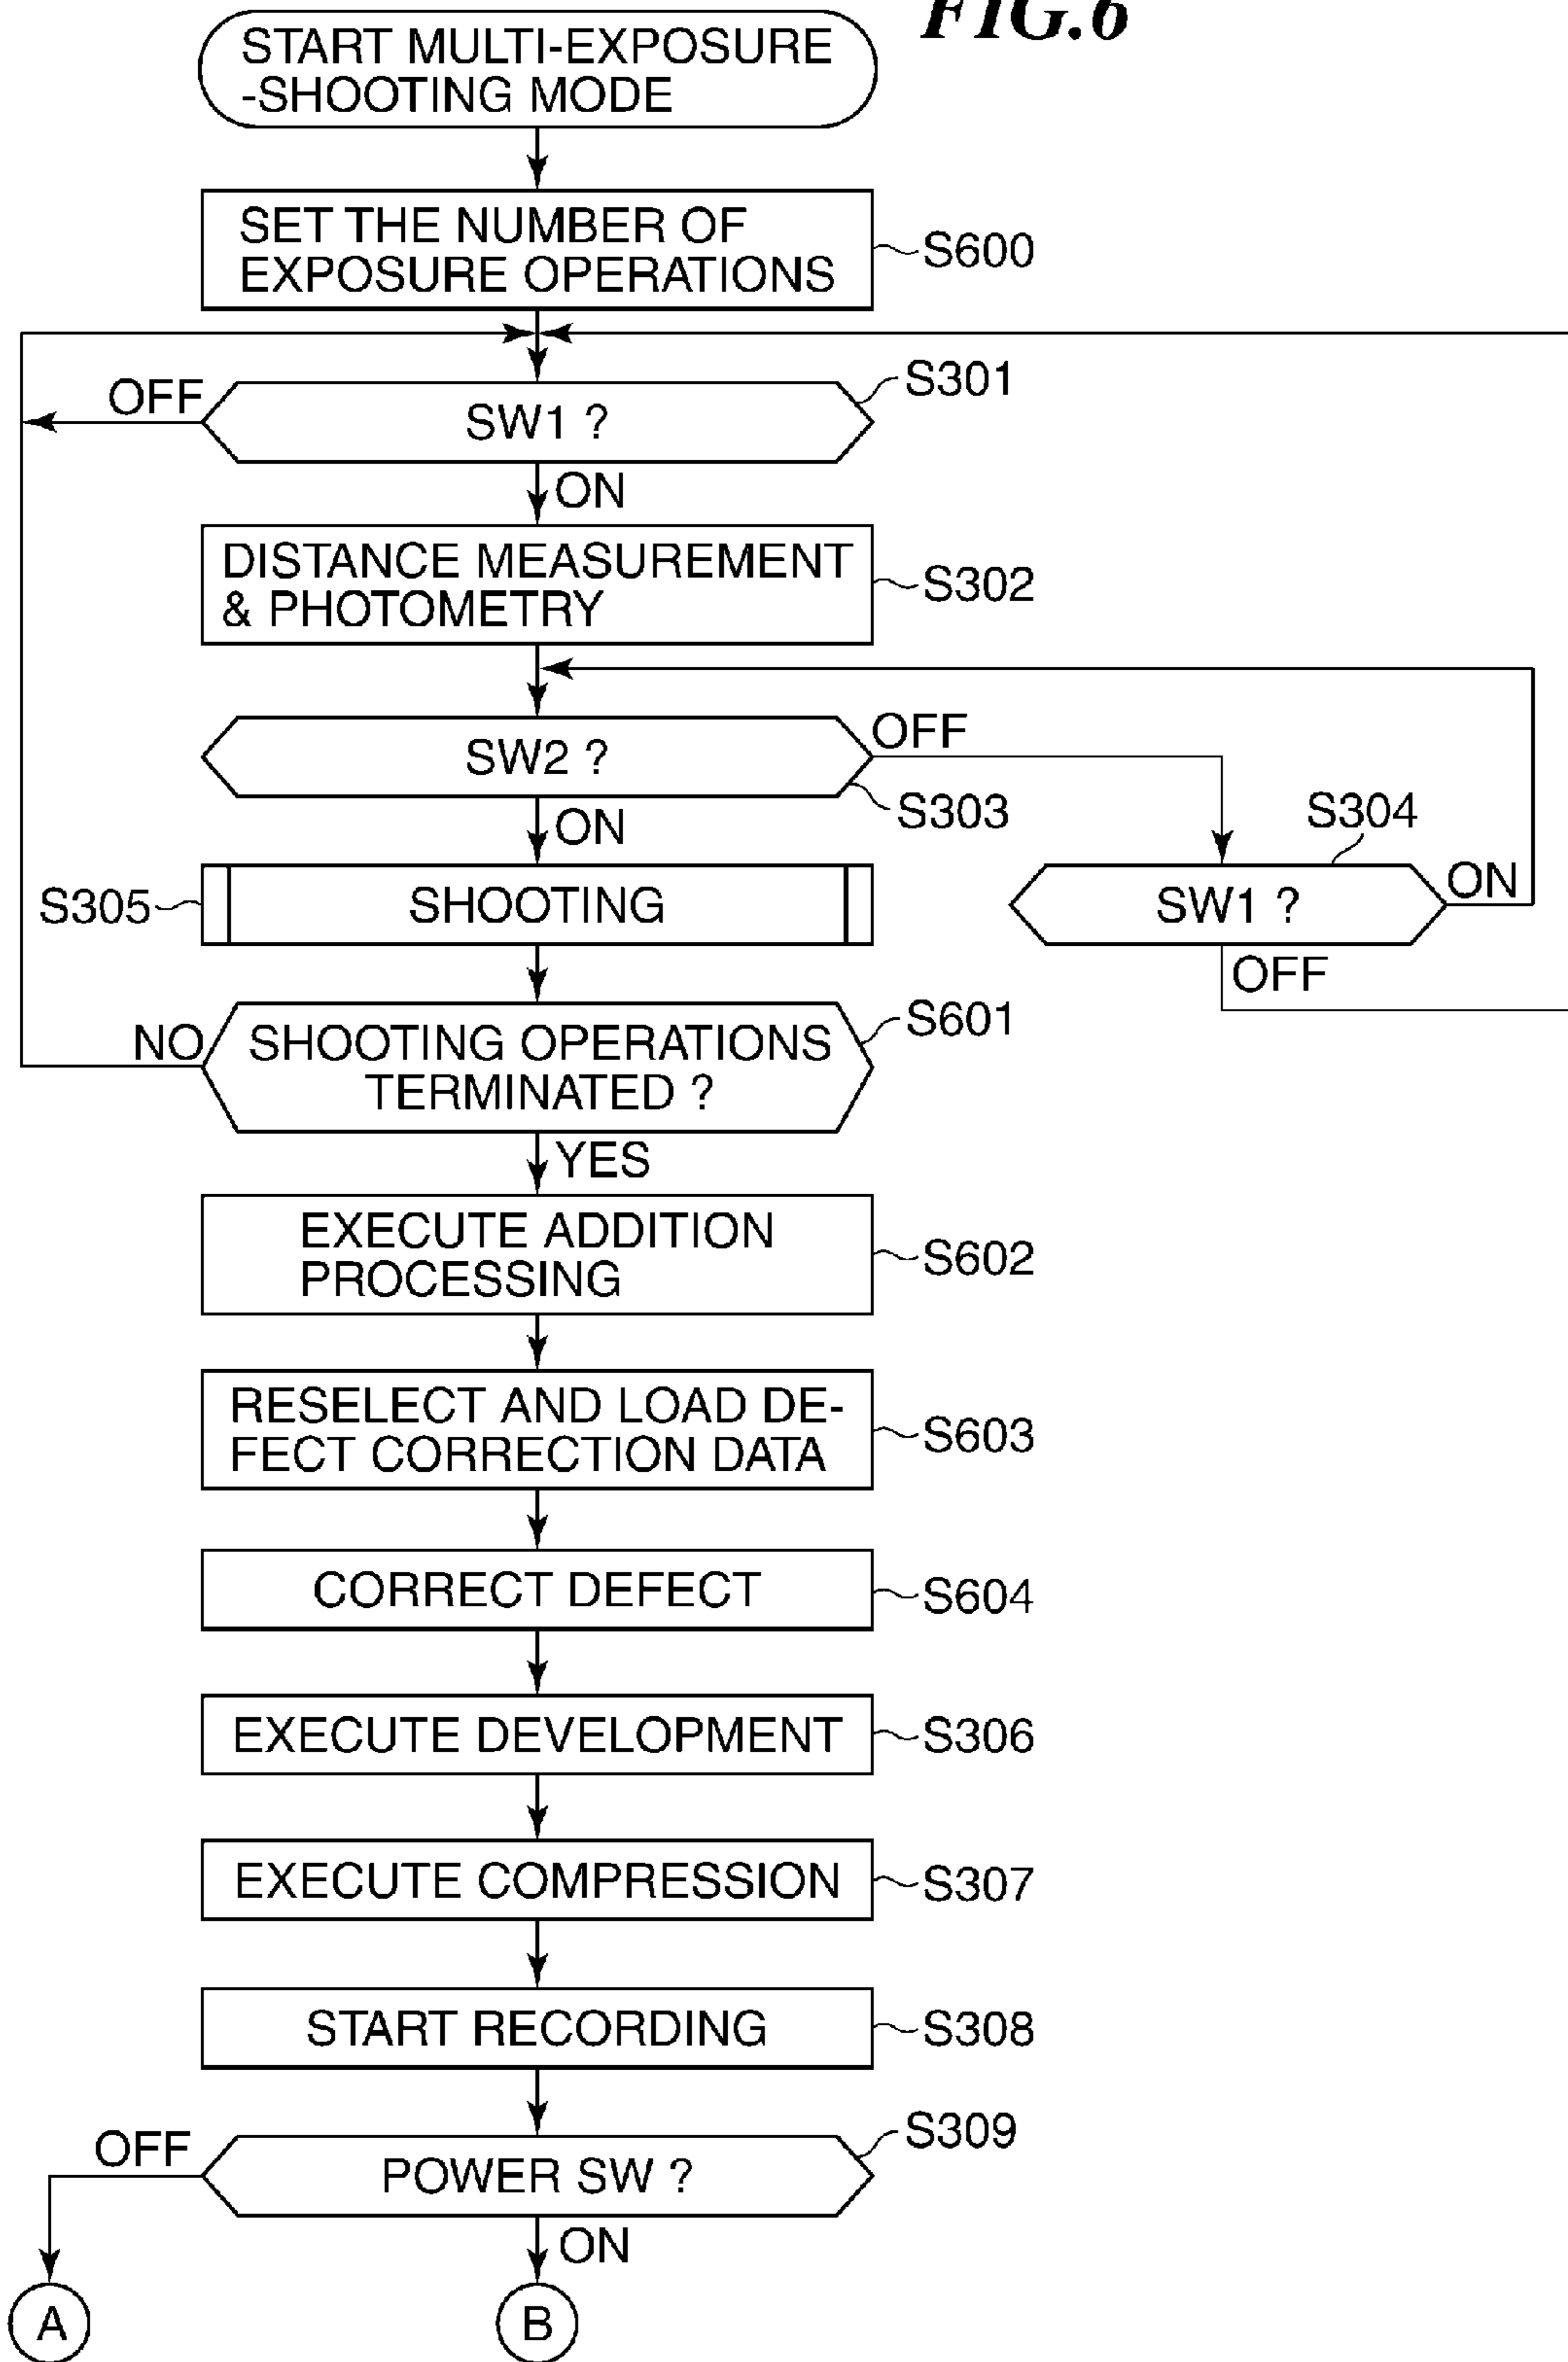 FIG.6
START MULTI-EXPOSURE
-SHOOTING MODE
SET THE NUMBER OF
EXPOSURE OPERATIONS
S600
S301
OFF
SW1 ?
ON
DISTANCE MEASUREMENT
& PHOTOMETRY
S302
OFF
SW2 ?
S303
ON
S304
S305
SHOOTING
SW1 ?
ON
OFF
S601
NO
SHOOTING OPERATIONS
TERMINATED ?
YES
EXECUTE ADDITION
PROCESSING
S602
RESELECT AND LOAD DE-
FECT CORRECTION DATA
S603
CORRECT DEFECT
S604
EXECUTE DEVELOPMENT
S306
EXECUTE COMPRESSION
S307
START RECORDING
S308
S309
OFF
POWER SW ?
ON
A
B